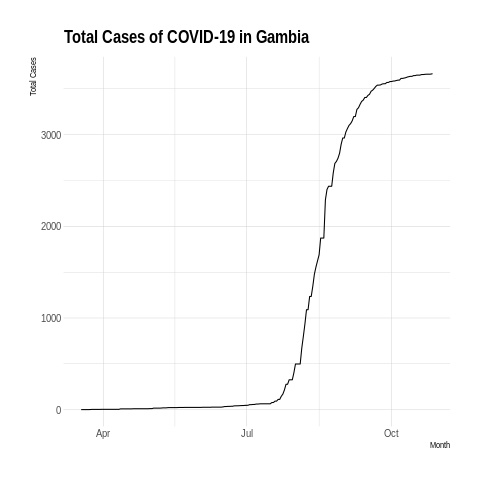 Total Cases of COVID-19 in Gambia
Total Cases
3000
2000
1000
0
Apr Jul Oct
Month